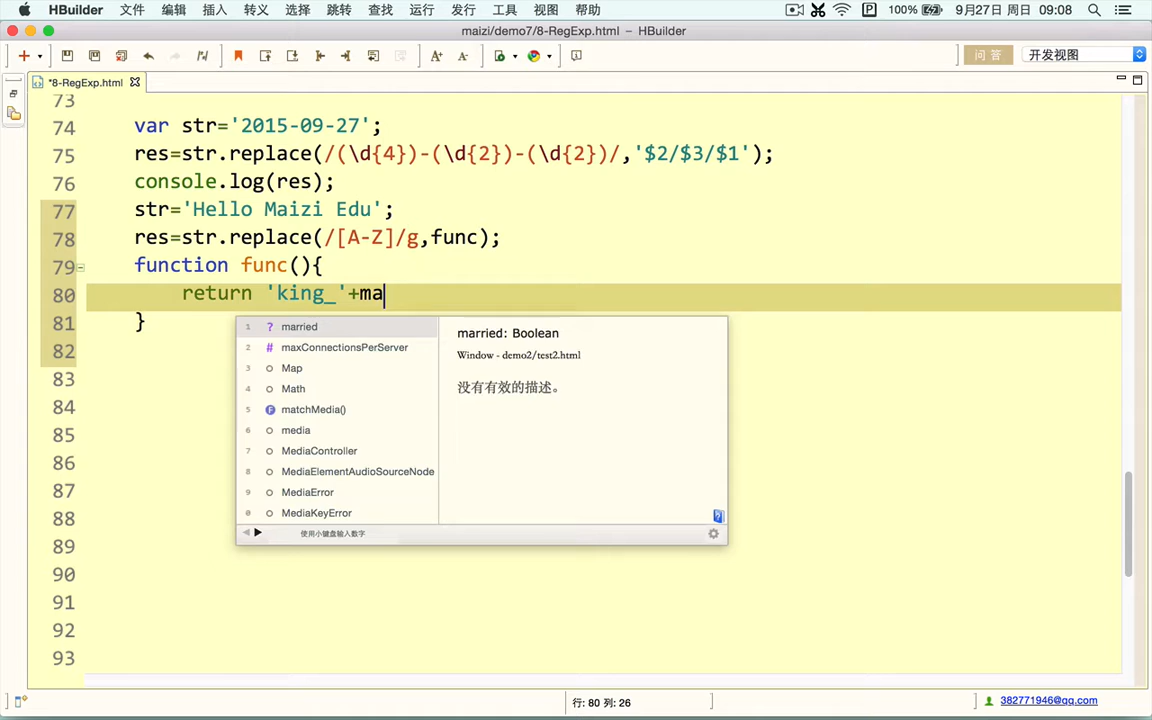 HBuilder 文件 编辑 插入 转义 选择 跳转 查找 运行 发行 工具 视图 帮助 100% 9月27日 周日 09:08
maizi/demo7/8-RegExp.html – HBuilder
问 答 开发视图
*8-RegExp.html
73
74 var str='2015-09-27';
75 res=str.replace(/(\d{4})-(\d{2})-(\d{2})/,'$2/$3/$1');
76 console.log(res);
77 str='Hello Maizi Edu';
78 res=str.replace(/[A-Z]/g,func);
79 function func(){
80 return 'king_'+ma
81 }
82
83
84
85
86
87
88
89
90
91
92
93
1 ? married
2 # maxConnectionsPerServer
3 Map
4 Math
5 F matchMedia()
6 media
7 MediaController
8 MediaElementAudioSourceNode
9 MediaError
0 MediaKeyError
使用小键盘输入数字
married: Boolean
Window - demo2/test2.html
没有有效的描述。
行: 80 列: 26
382771946@qq.com